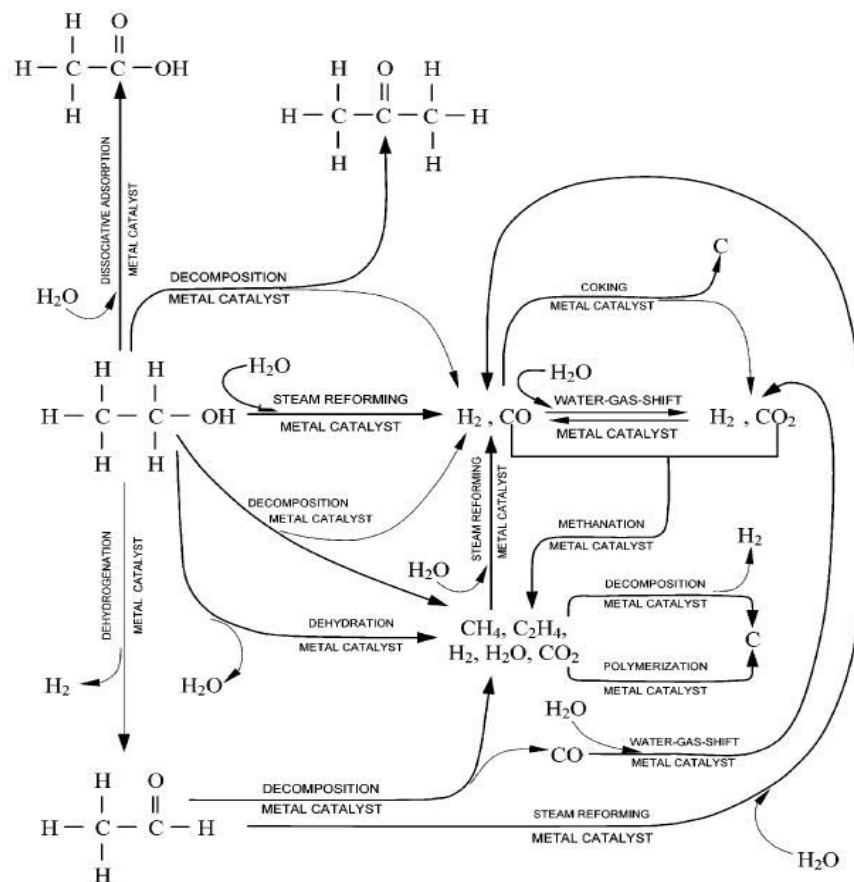 H O
H – C – C – OH
H
DISSOCIATIVE ADSORPTION
METAL CATALYST
H2O
H O H
H – C – C – C – H
H H
DECOMPOSITION
METAL CATALYST
C
COKING
METAL CATALYST
H H
H – C – C – OH
H H
H2O
STEAM REFORMING
METAL CATALYST
H2 , CO
H2O
WATER-GAS-SHIFT
METAL CATALYST
H2 , CO2
DECOMPOSITION
METAL CATALYST
STEAM REFORMING
METAL CATALYST
H2O
METHANATION
METAL CATALYST
DEHYDROGENATION
METAL CATALYST
H2
DEHYDRATION
METAL CATALYST
H2O
CH4, C2H4,
H2, H2O, CO2
DECOMPOSITION
METAL CATALYST
H2
C
POLYMERIZATION
METAL CATALYST
H2O
CO
WATER-GAS-SHIFT
METAL CATALYST
H O
H – C – C – H
H
DECOMPOSITION
METAL CATALYST
STEAM REFORMING
METAL CATALYST
H2O